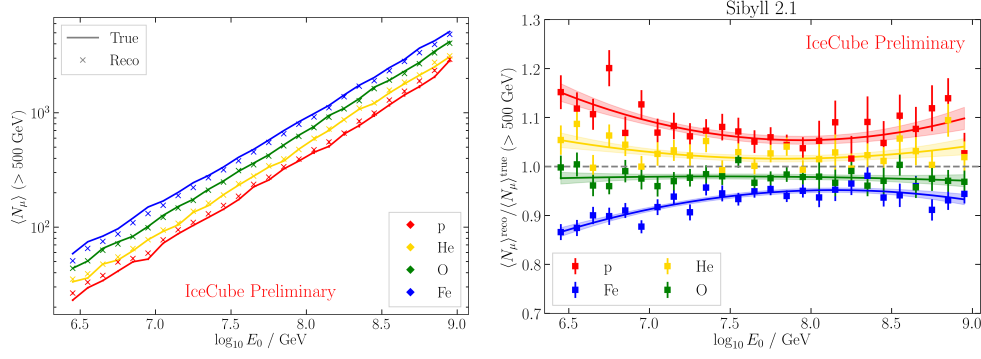 True
Reco
IceCube Preliminary
p
He
O
Fe
10³
10²
⟨N_μ⟩ (> 500 GeV)
6.5 7.0 7.5 8.0 8.5 9.0
log₁₀ E₀ / GeV
Sibyll 2.1
IceCube Preliminary
1.3
1.2
1.1
1.0
0.9
0.8
0.7
⟨N_μ⟩^reco/⟨N_μ⟩^true (> 500 GeV)
p He
Fe O
6.5 7.0 7.5 8.0 8.5 9.0
log₁₀ E₀ / GeV